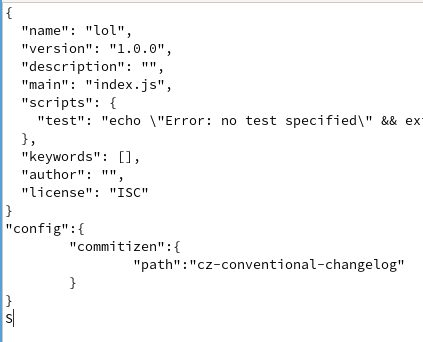 {
  "name": "lol",
  "version": "1.0.0",
  "description": "",
  "main": "index.js",
  "scripts": {
    "test": "echo \"Error: no test specified\" &&
  },
  "keywords": [],
  "author": "",
  "license": "ISC"
}
"config":{
        "commitizen":{
                "path":"cz-conventional-changelog"
        }
}
S